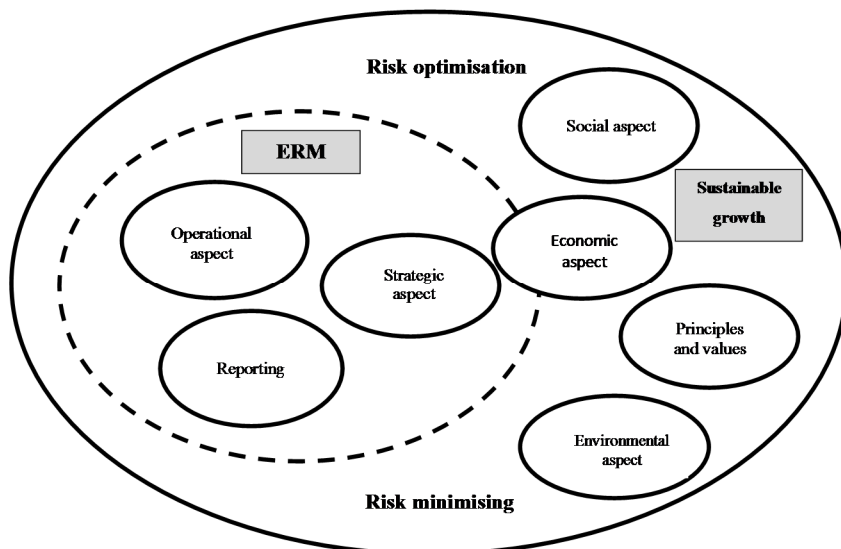 Risk optimisation
Social aspect
ERM
Sustainable
growth
Operational
aspect
Economic
aspect
Strategic
aspect
Principles
and values
Reporting
Environmental
aspect
Risk minimising